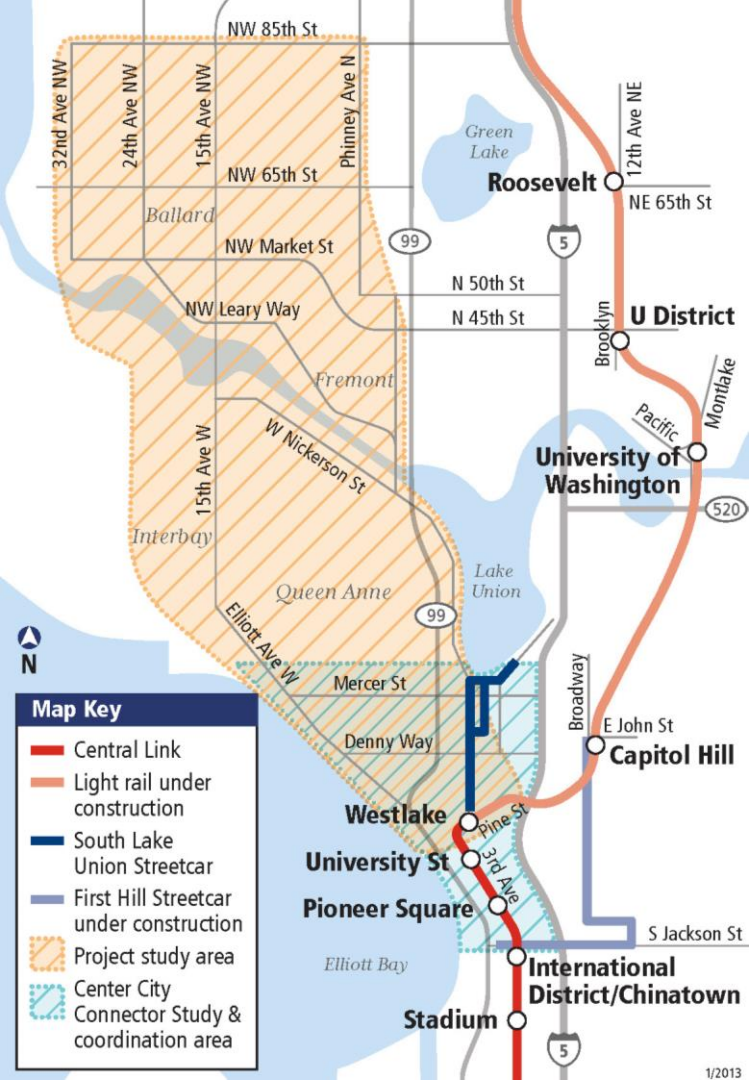 NW 85th St
32nd Ave NW
24th Ave NW
15th Ave NW
Phinney Ave N
12th Ave NE
Green
Lake
Roosevelt
NE 65th St
NW 65th St
Ballard
99
5
NW Market St
N 50th St
NW Leary Way
N 45th St
Brooklyn
U District
Fremont
Montlake
Pacific
W Nickerson St
15th Ave W
University of
Washington
520
Interbay
Lake
Union
Queen Anne
99
Elliott Ave W
N
Mercer St
Broadway
E John St
Capitol Hill
Denny Way
Westlake
Pine St
University St
3rd Ave
Pioneer Square
S Jackson St
Elliott Bay
International
District/Chinatown
Stadium
5
Map Key
Central Link
Light rail under
construction
South Lake
Union Streetcar
First Hill Streetcar
under construction
Project study area
Center City
Connector Study &
coordination area
1/2013